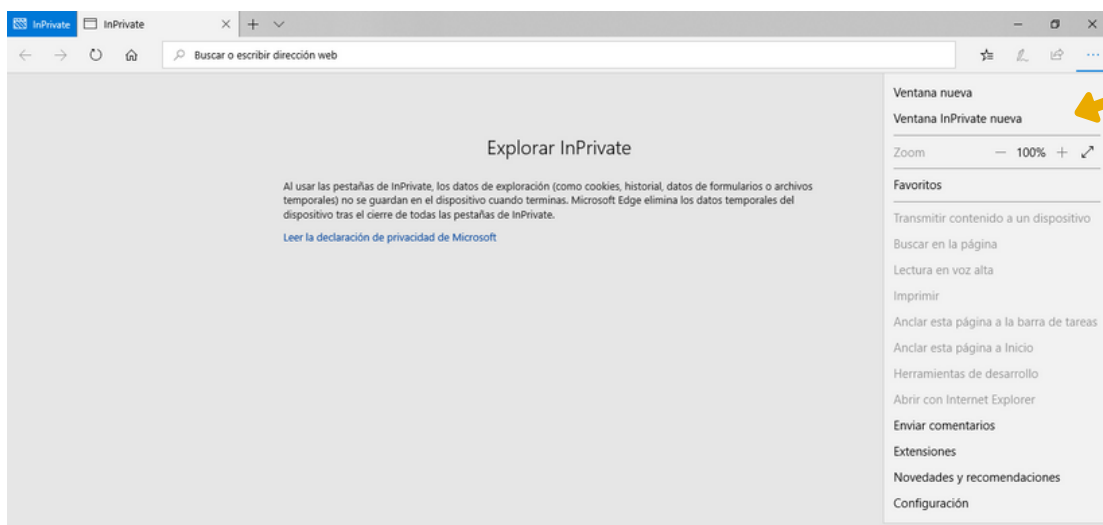 InPrivate
InPrivate
Buscar o escribir dirección web
Ventana nueva
Ventana InPrivate nueva
Zoom 100%
Favoritos
Transmitir contenido a un dispositivo
Buscar en la página
Lectura en voz alta
Imprimir
Anclar esta página a la barra de tareas
Anclar esta página a Inicio
Herramientas de desarrollo
Abrir con Internet Explorer
Enviar comentarios
Extensiones
Novedades y recomendaciones
Configuración
Explorar InPrivate
Al usar las pestañas de InPrivate, los datos de exploración (como cookies, historial, datos de formularios o archivos
temporales) no se guardan en el dispositivo cuando terminas. Microsoft Edge elimina los datos temporales del
dispositivo tras el cierre de todas las pestañas de InPrivate.
Leer la declaración de privacidad de Microsoft